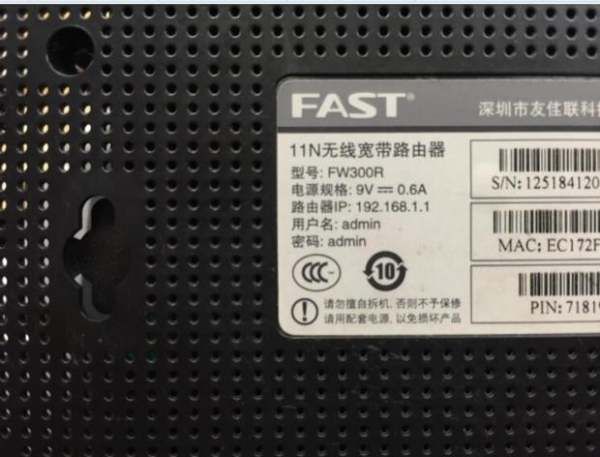 FAST®
深圳市友佳联科技
11N无线宽带路由器
型号: FW300R
电源规格: 9V⎓0.6A
路由器IP: 192.168.1.1
用户名: admin
密码: admin
S/N: 125184120
MAC: EC172F
PIN: 7181
CCC
10
请勿擅自拆机, 否则不予保修
请用配套电源, 以免损坏产品